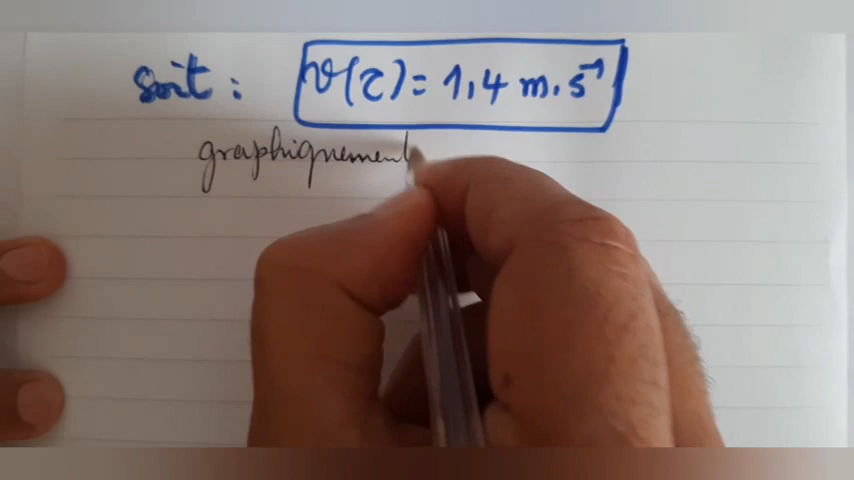 Soit : v(τ) = 1,4 m.s⁻¹
graphiquement